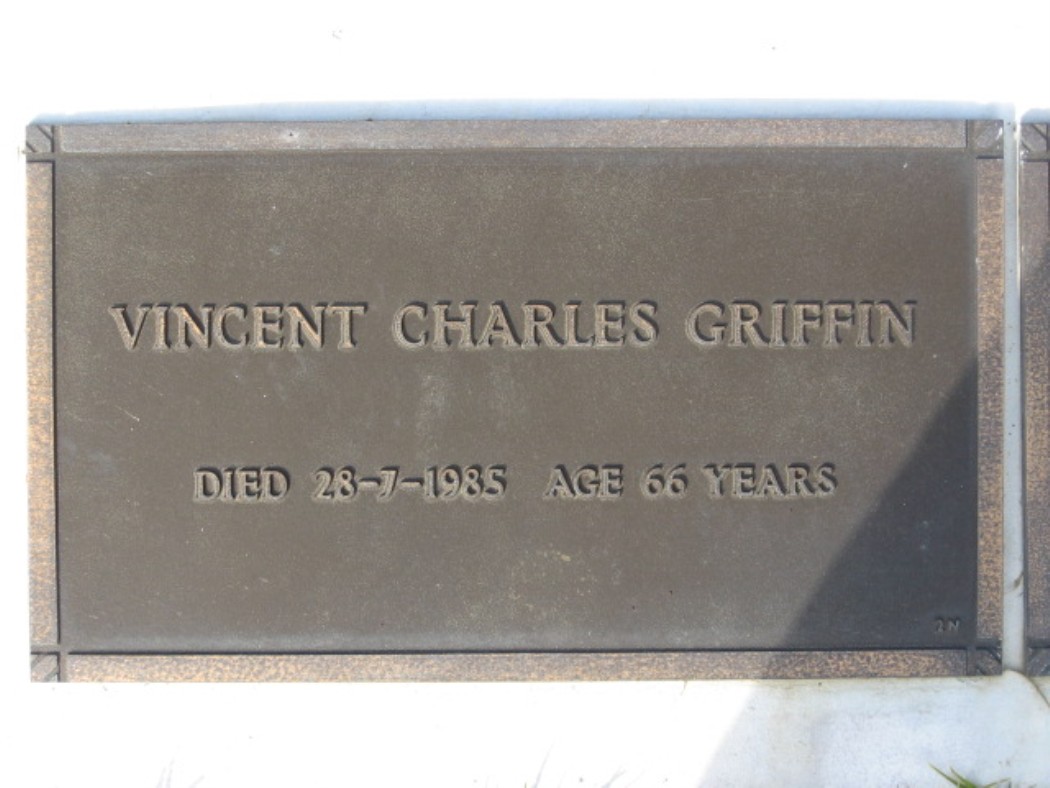 VINCENT CHARLES GRIFFIN
DIED 28-7-1985 AGE 66 YEARS